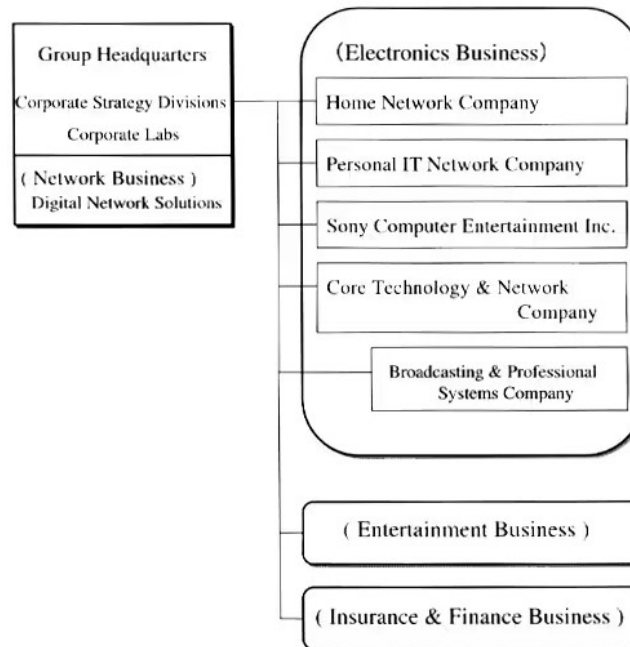 Group Headquarters
Corporate Strategy Divisions
Corporate Labs
( Network Business )
Digital Network Solutions
(Electronics Business)
Home Network Company
Personal IT Network Company
Sony Computer Entertainment Inc.
Core Technology & Network
Company
Broadcasting & Professional
Systems Company
( Entertainment Business )
( Insurance & Finance Business )